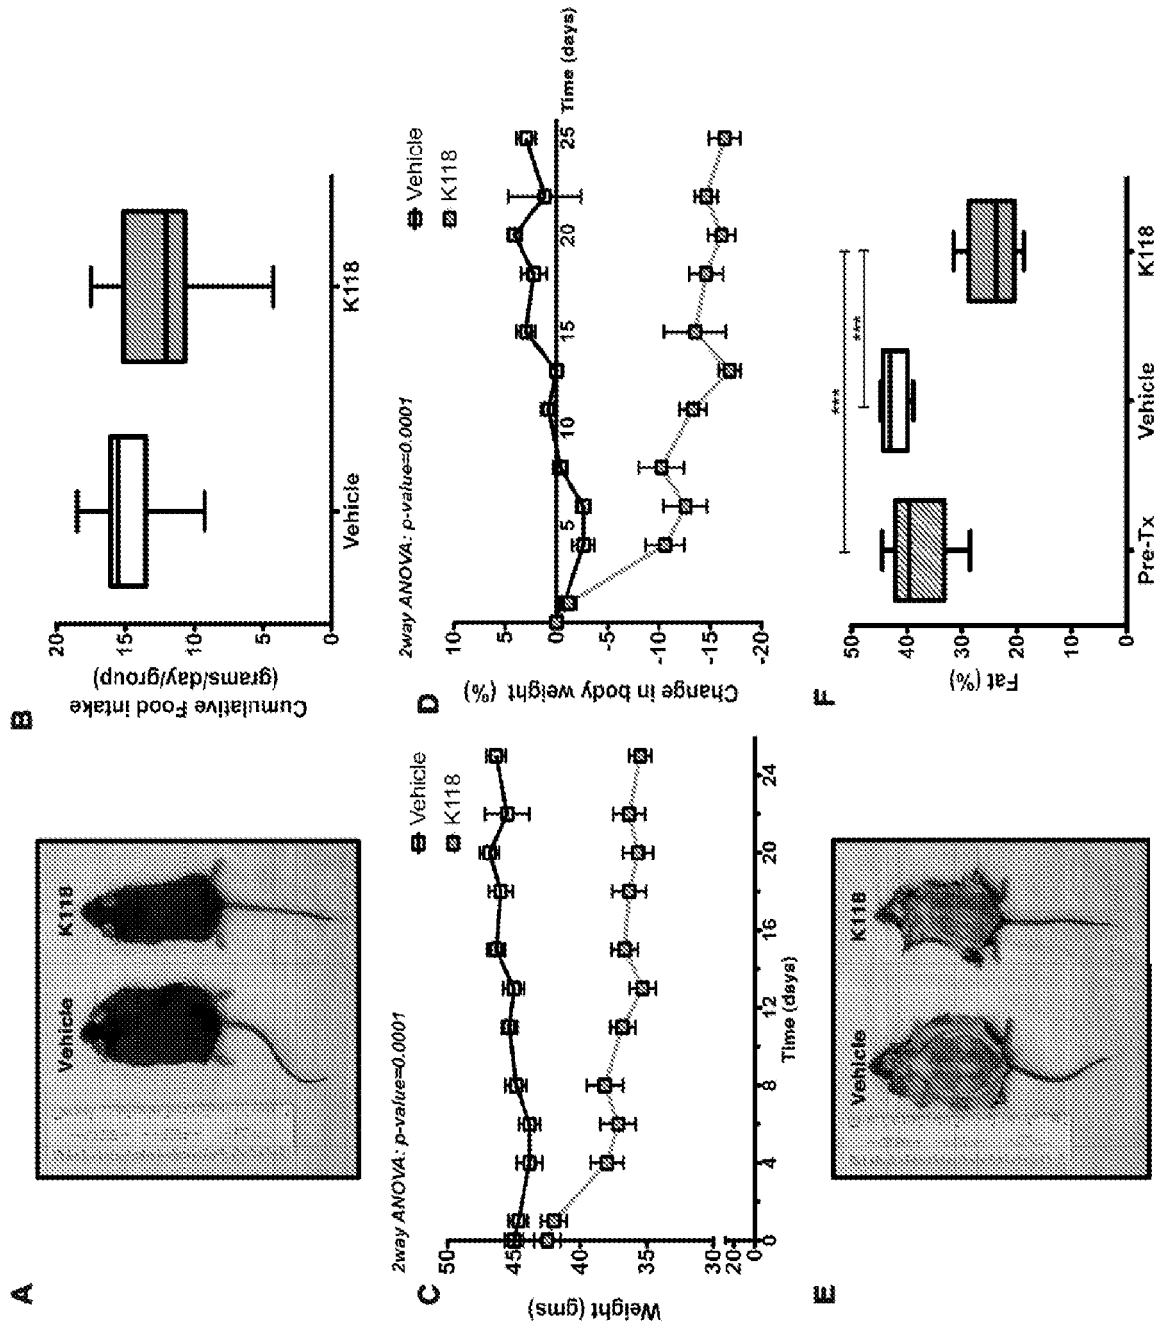 A
Vehicle
K118
B
Cumulative Food intake
(grams/day/group)
20
15
10
5
0
Vehicle
K118
C
2way ANOVA: p-value=0.0001
Vehicle
K118
Weight (gms)
50
45
40
35
30
20
0
0
4
8
12
16
20
24
Time (days)
D
2way ANOVA: p-value=0.0001
Vehicle
K118
Change in body weight (%)
10
5
0
-5
-10
-15
-20
5
10
15
20
25
Time (days)
E
Vehicle
K118
F
Fat (%)
50
40
30
20
10
0
***
***
Pre-Tx
Vehicle
K118